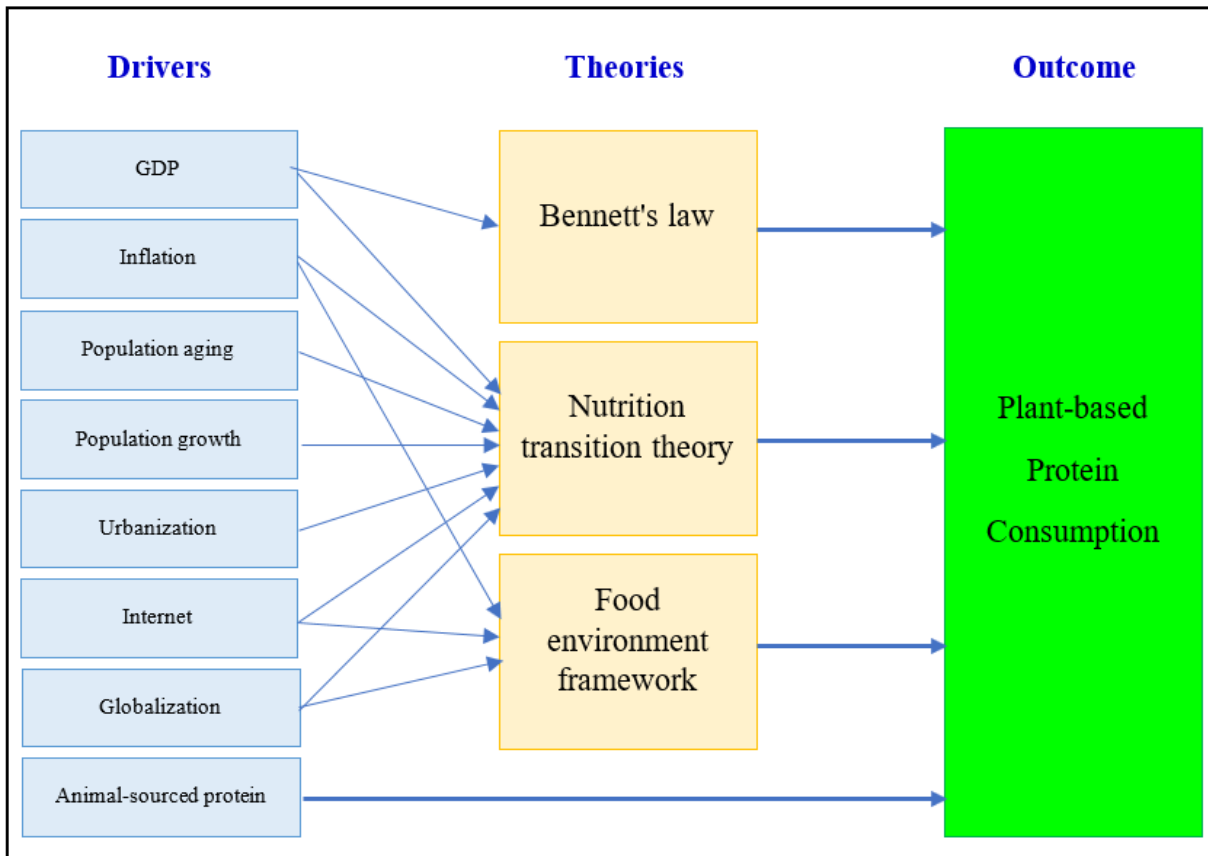 Drivers
Theories
Outcome
GDP
Inflation
Population aging
Population growth
Urbanization
Internet
Globalization
Animal-sourced protein
Bennett's law
Nutrition
transition theory
Food
environment
framework
Plant-based
Protein
Consumption